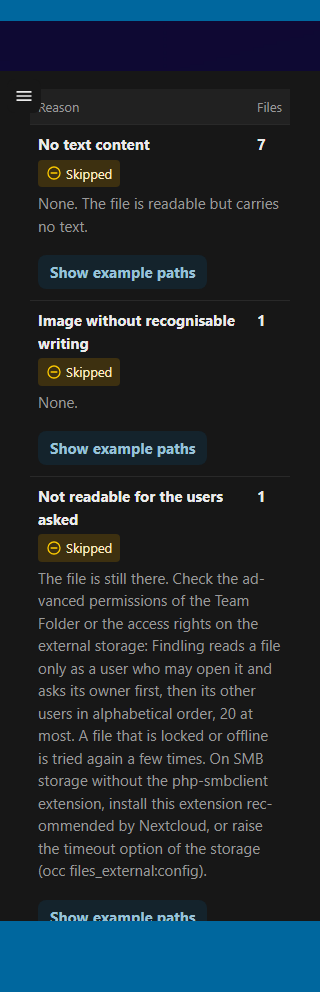 Reason Files
No text content 7
Skipped
None. The file is readable but carries
no text.
Show example paths
Image without recognisable 1
writing
Skipped
None.
Show example paths
Not readable for the users 1
asked
Skipped
The file is still there. Check the ad-
vanced permissions of the Team
Folder or the access rights on the
external storage: Findling reads a file
only as a user who may open it and
asks its owner first, then its other
users in alphabetical order, 20 at
most. A file that is locked or offline
is tried again a few times. On SMB
storage without the php-smbclient
extension, install this extension rec-
ommended by Nextcloud, or raise
the timeout option of the storage
(occ files_external:config).
Show example paths